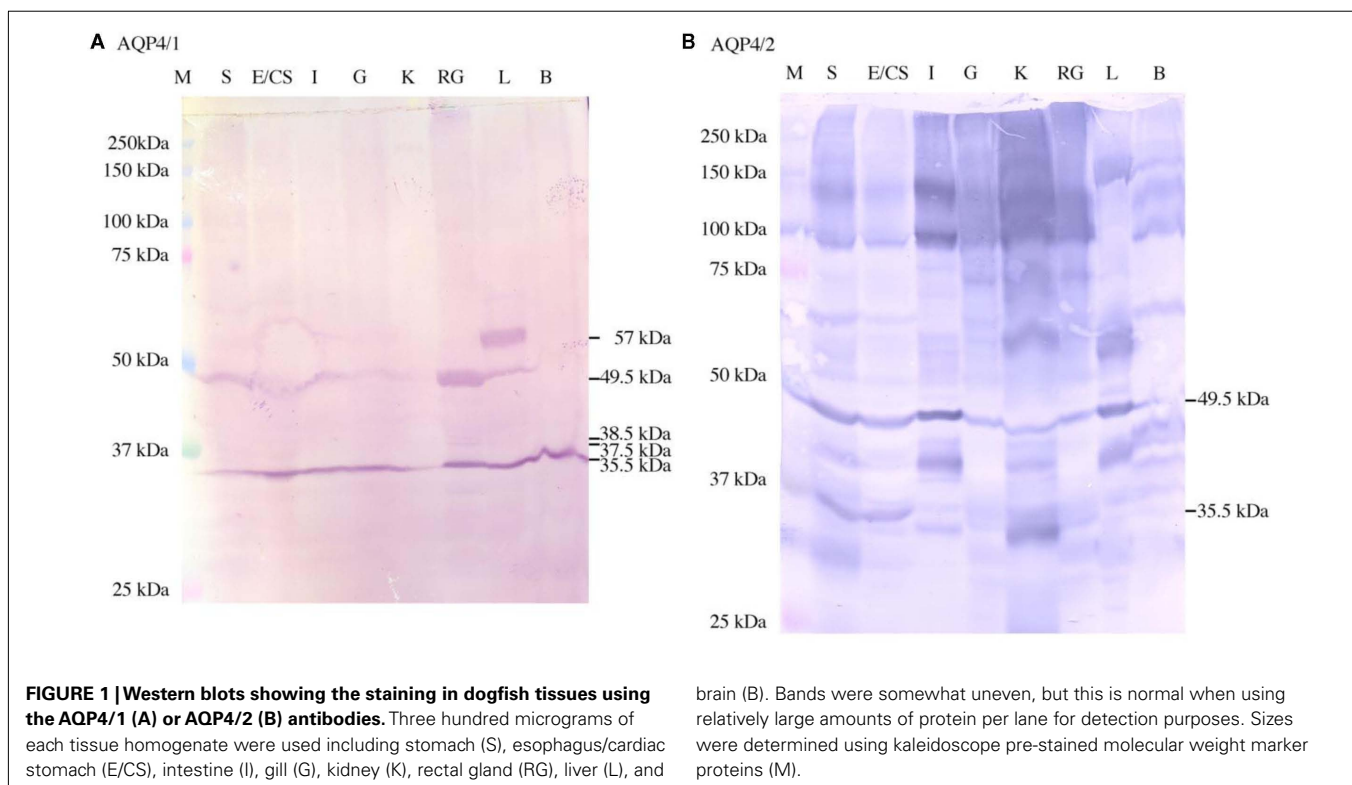 A AQP4/1
M S E/CS I G K RG L B
250kDa
150 kDa
100 kDa
75 kDa
50 kDa
37 kDa
25 kDa
57 kDa
49.5 kDa
38.5 kDa
37.5 kDa
35.5 kDa
B AQP4/2
M S E/CS I G K RG L B
250 kDa
150 kDa
100 kDa
75 kDa
50 kDa
37 kDa
25 kDa
49.5 kDa
35.5 kDa
FIGURE 1 | Western blots showing the staining in dogfish tissues using
the AQP4/1 (A) or AQP4/2 (B) antibodies. Three hundred micrograms of
each tissue homogenate were used including stomach (S), esophagus/cardiac
stomach (E/CS), intestine (I), gill (G), kidney (K), rectal gland (RG), liver (L), and
brain (B). Bands were somewhat uneven, but this is normal when using
relatively large amounts of protein per lane for detection purposes. Sizes
were determined using kaleidoscope pre-stained molecular weight marker
proteins (M).